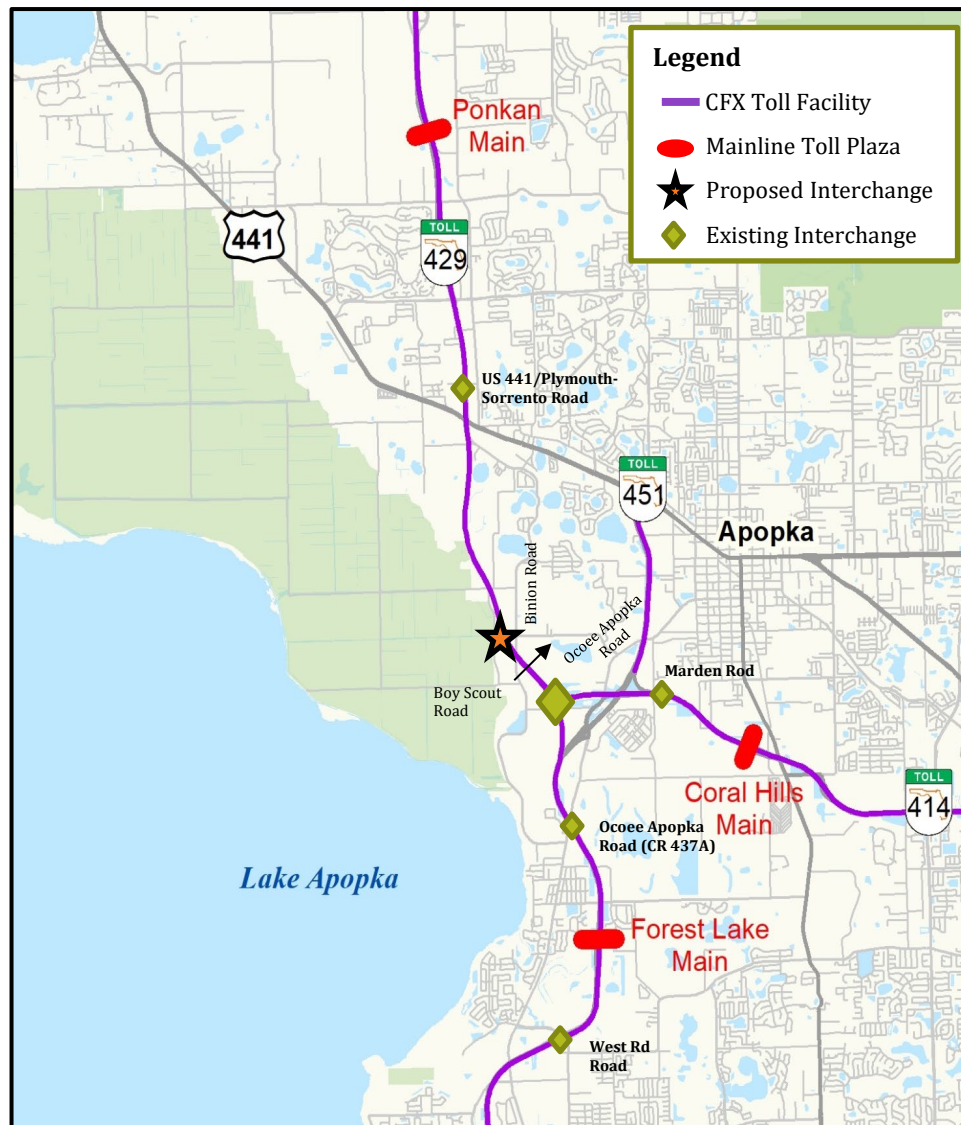 Legend
CFX Toll Facility
Mainline Toll Plaza
Proposed Interchange
Existing Interchange
Ponkan
Main
441
TOLL
429
US 441/Plymouth-
Sorrento Road
TOLL
451
Apopka
Binion Road
Ocoee Apopka
Road
Marden Rod
Boy Scout
Road
Coral Hills
Main
TOLL
414
Ocoee Apopka
Road (CR 437A)
Lake Apopka
Forest Lake
Main
West Rd
Road